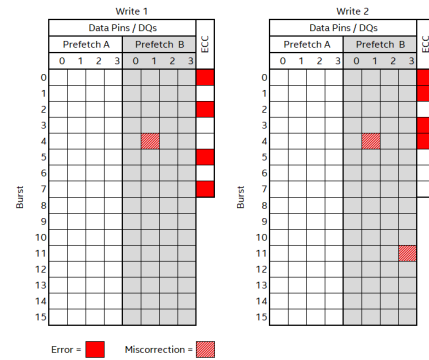 Write 1
Data Pins / DQs
Prefetch A Prefetch B
ECC
0 1 2 3 0 1 2 3
0
1
2
3
4
5
6
7
8
9
10
11
12
13
14
15
Burst
Write 2
Data Pins / DQs
Prefetch A Prefetch B
ECC
0 1 2 3 0 1 2 3
0
1
2
3
4
5
6
7
8
9
10
11
12
13
14
15
Burst
Error = Miscorrection =